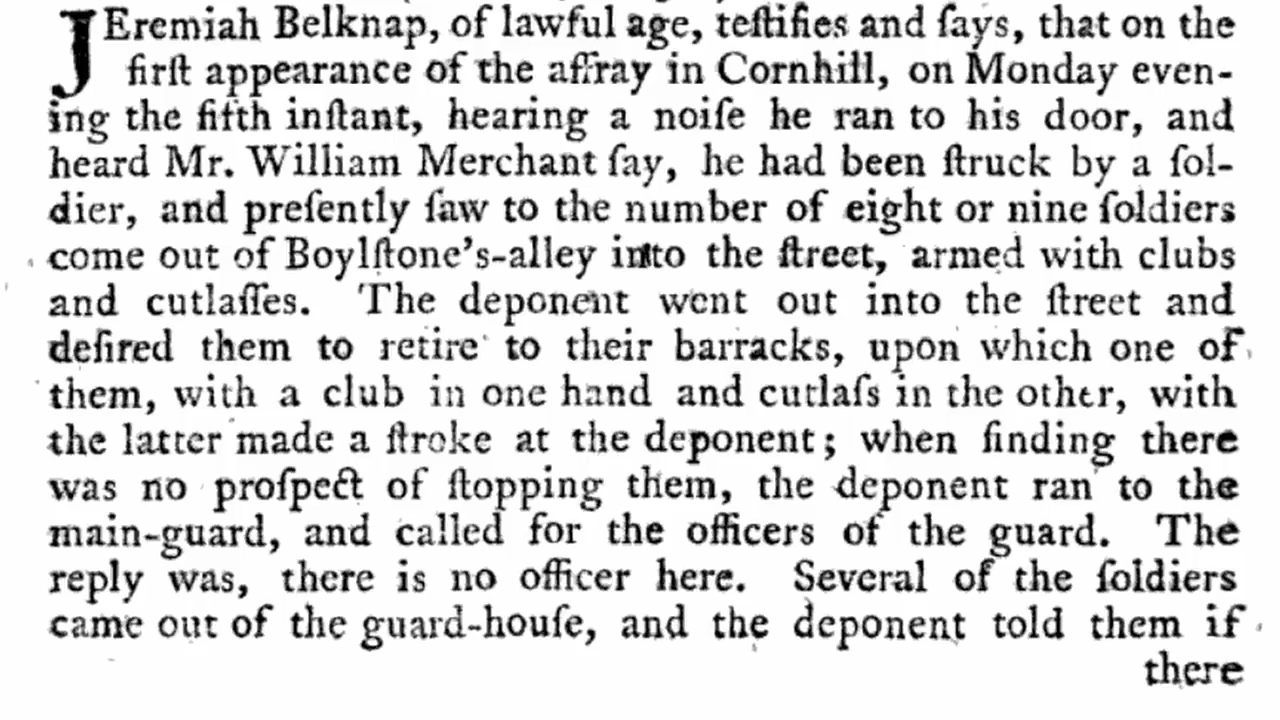 JEremiah Belknap, of lawful age, teſtifies and ſays, that on the
firſt appearance of the affray in Cornhill, on Monday even-
ing the fifth inſtant, hearing a noiſe he ran to his door, and
heard Mr. William Merchant ſay, he had been ſtruck by a ſol-
dier, and preſently ſaw to the number of eight or nine ſoldiers
come out of Boylſtone's-alley into the ſtreet, armed with clubs
and cutlaſſes. The deponent went out into the ſtreet and
deſired them to retire to their barracks, upon which one of
them, with a club in one hand and cutlaſs in the other, with
the latter made a ſtroke at the deponent; when finding there
was no proſpect of ſtopping them, the deponent ran to the
main-guard, and called for the officers of the guard. The
reply was, there is no officer here. Several of the ſoldiers
came out of the guard-houſe, and the deponent told them if
there